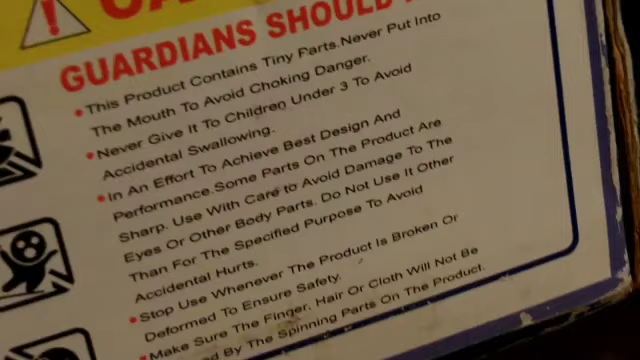 GUARDIANS SHOULD
This Product Contains Tiny Parts.Never Put Into
The Mouth To Avoid Choking Danger.
Never Give It To Children Under 3 To Avoid
Accidental Swallowing.
In An Effort To Achieve Best Design And
Performance.Some Parts On The Product Are
Sharp. Use With Care to Avoid Damage To The
Eyes Or Other Body Parts. Do Not Use It Other
Than For The Specified Purpose To Avoid
Accidental Hurts.
Stop Use Whenever The Product Is Broken Or
Deformed To Ensure Safety.
Make Sure The Finger, Hair Or Cloth Will Not Be
By The Spinning Parts On The Product.